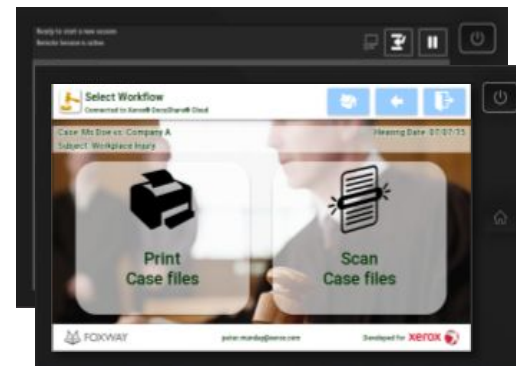 Ready to start a new session
Remote session is active
Select Workflow
Connected to Xerox® DocuShare® Cloud
Case: Ms Doe vs. Company A
Hearing Date: 07/07/15
Subject: Workplace Injury
Print
Case files
Scan
Case files
FOXWAY
Developed for xerox